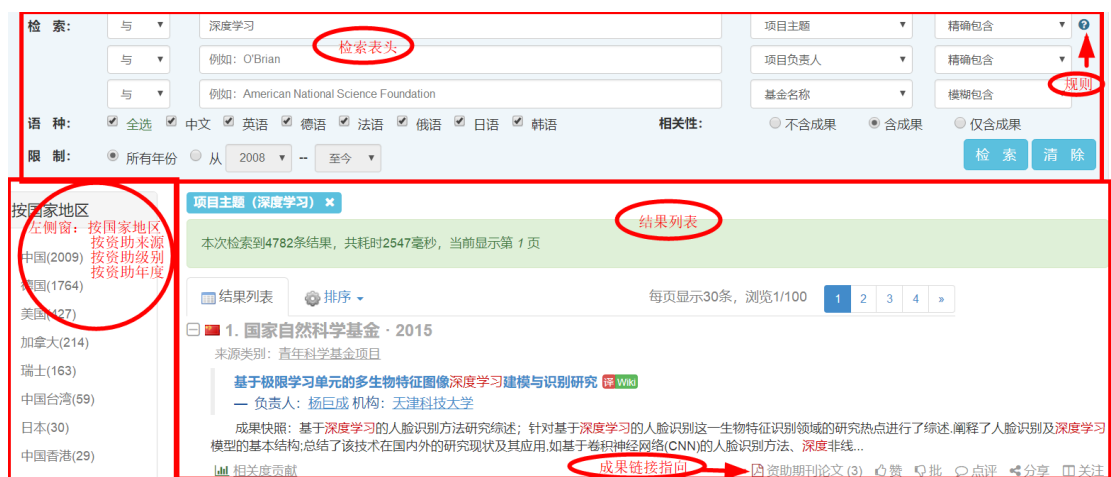 检 索: 与 深度学习 项目主题 精确包含
检索表头
与 例如：O'Brian 项目负责人 精确包含
规则
与 例如：American National Science Foundation 基金名称 模糊包含
语 种: 全选 中文 英语 德语 法语 俄语 日语 韩语 相关性: 不含成果 含成果 仅含成果
限 制: 所有年份 从 2008 -- 至今 检 索 清 除
按国家地区
左侧窗：按国家地区
按资助来源
按资助级别
按资助年度
中国(2009)
德国(1764)
美国(427)
加拿大(214)
瑞士(163)
中国台湾(59)
日本(30)
中国香港(29)
项目主题（深度学习） ×
结果列表
本次检索到4782条结果，共耗时2547毫秒，当前显示第 1 页
结果列表 排序 每页显示30条，浏览1/100 1 2 3 4 »
1. 国家自然科学基金 · 2015
来源类别：青年科学基金项目
基于极限学习单元的多生物特征图像深度学习建模与识别研究 译 Wiki
— 负责人：杨巨成 机构：天津科技大学
成果快照：基于深度学习的人脸识别方法研究综述；针对基于深度学习的人脸识别这一生物特征识别领域的研究热点进行了综述.阐释了人脸识别及深度学习
模型的基本结构;总结了该技术在国内外的研究现状及其应用,如基于卷积神经网络(CNN)的人脸识别方法、深度非线...
相关度贡献 成果链接指向 资助期刊论文 (3) 赞 批 点评 分享 关注